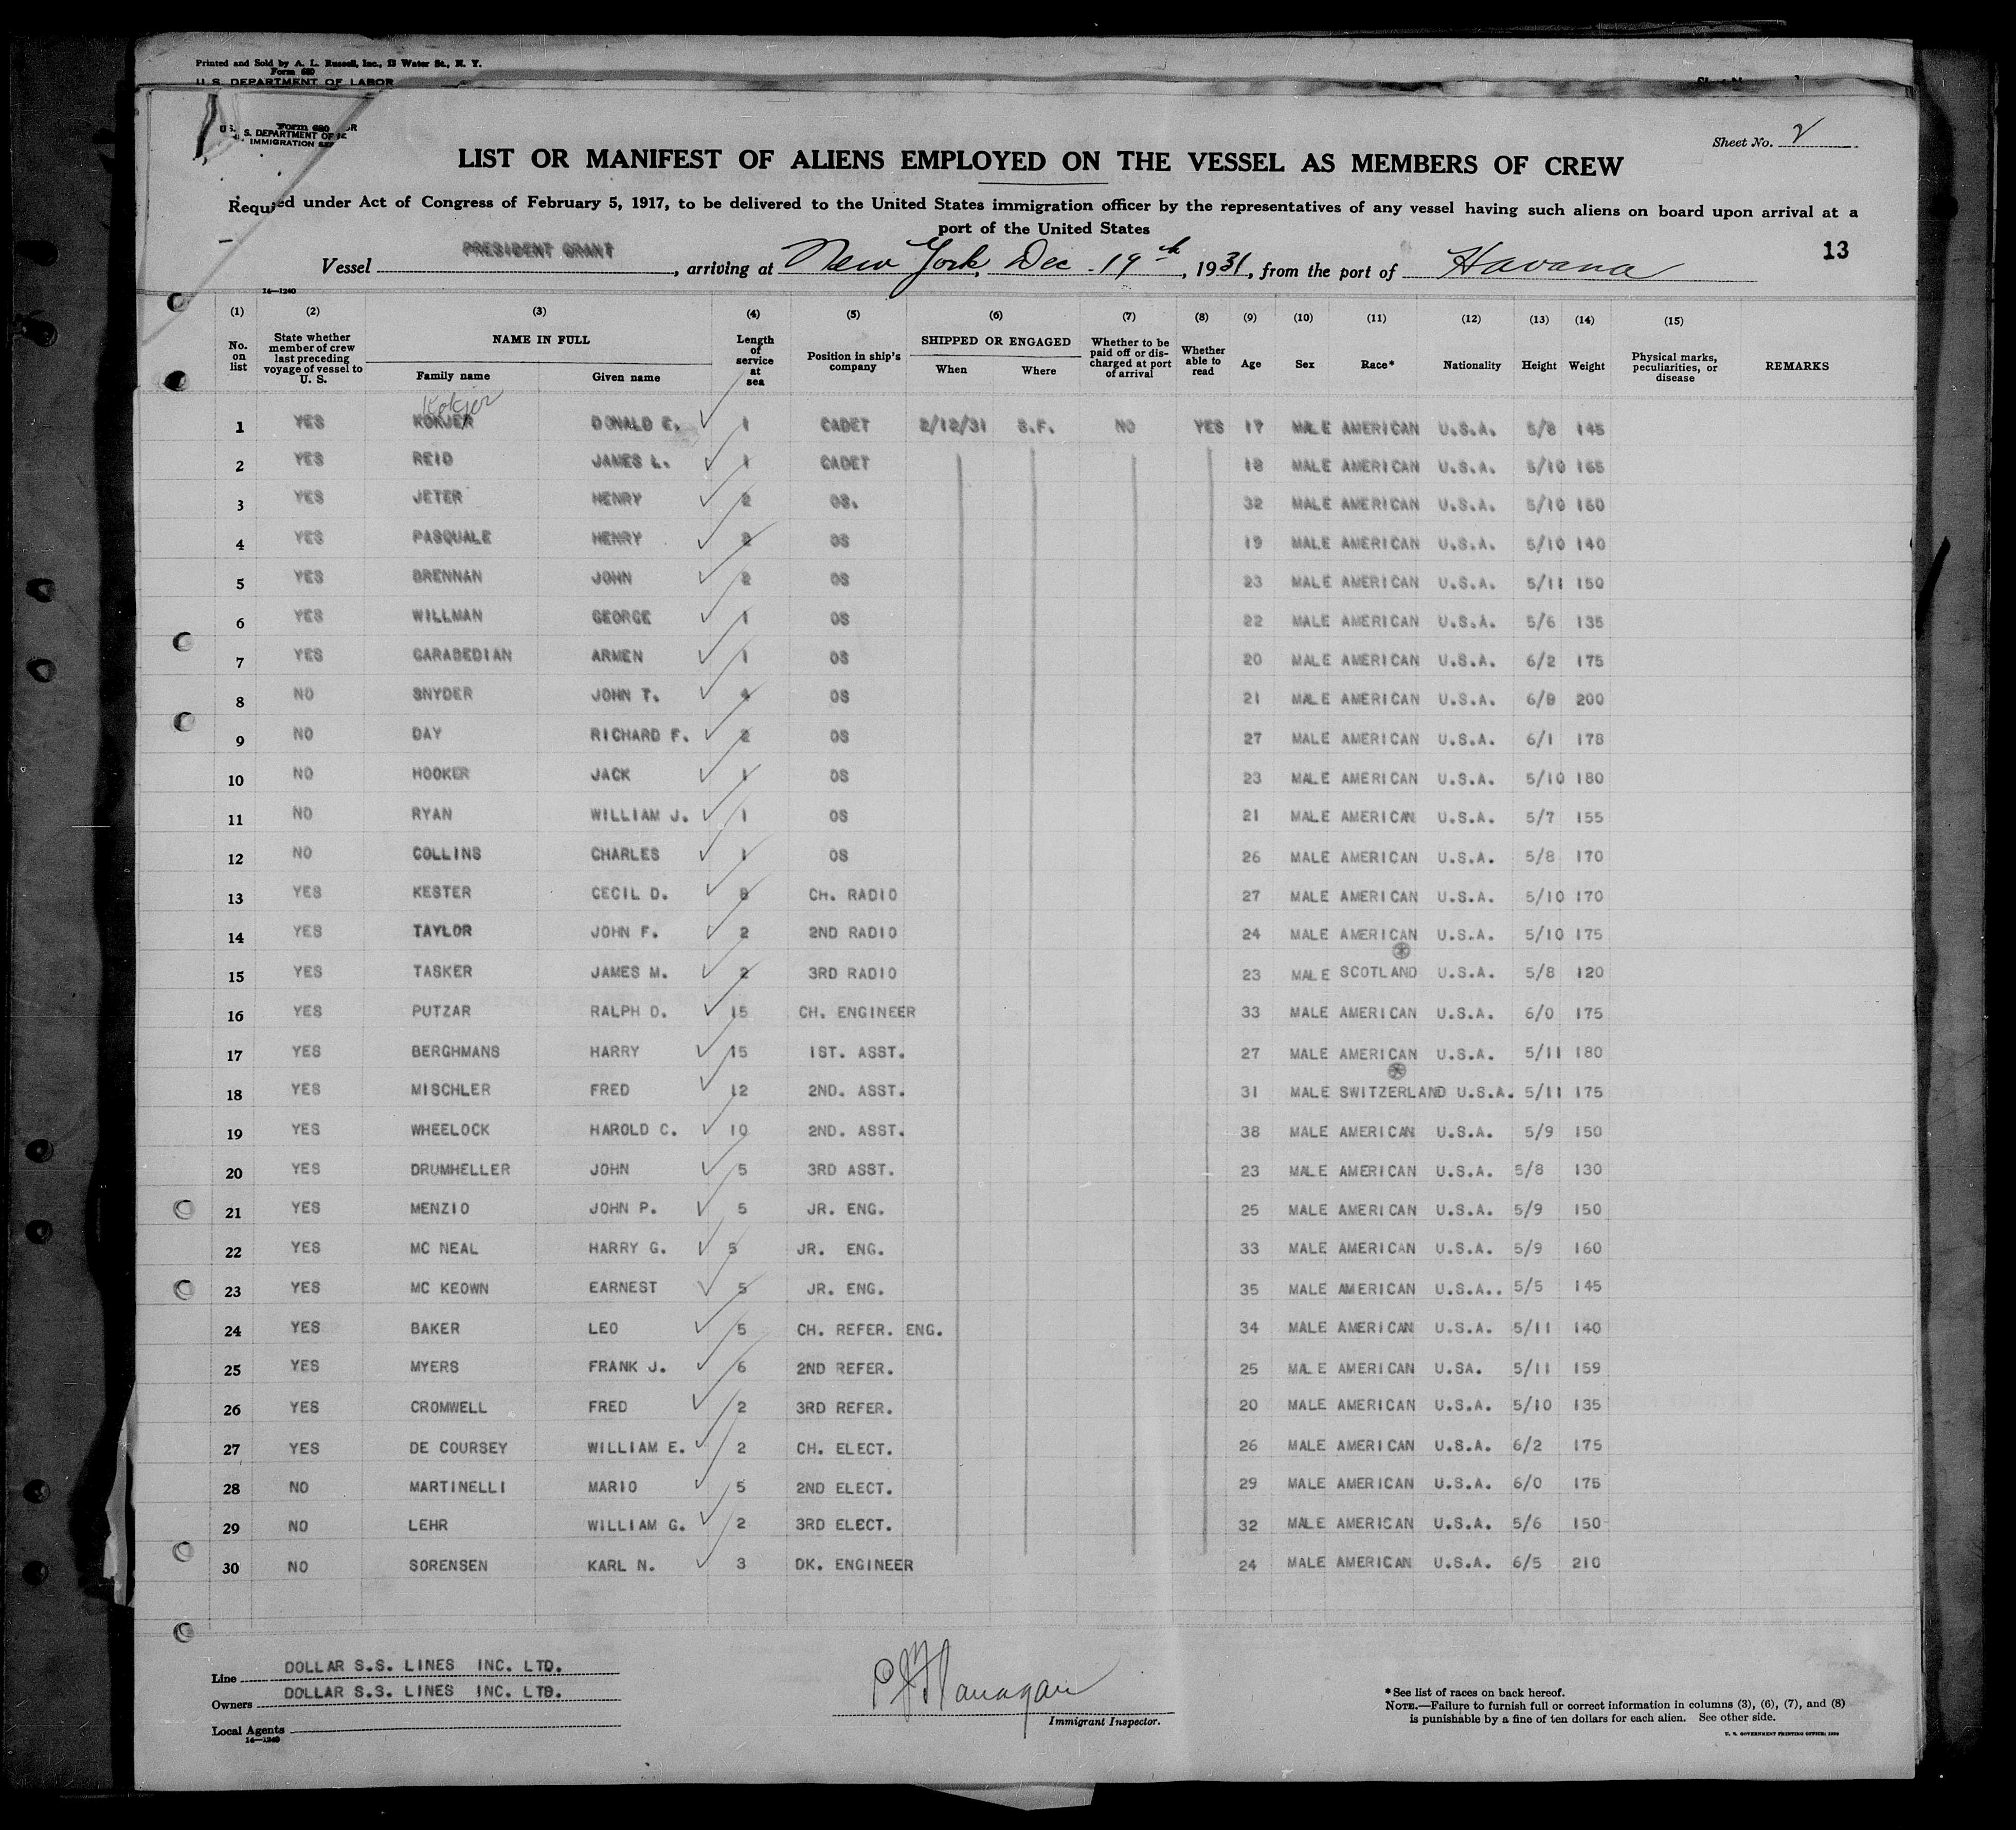 Printed and Sold by A. L. Russell, Inc., 13 Water St., N. Y.
Form 680
U. S. DEPARTMENT OF LABOR
Form 680
S. DEPARTMENT OF
IMMIGRATION
Sheet No. 2
LIST OR MANIFEST OF ALIENS EMPLOYED ON THE VESSEL AS MEMBERS OF CREW
Required under Act of Congress of February 5, 1917, to be delivered to the United States immigration officer by the representatives of any vessel having such aliens on board upon arrival at a
port of the United States
13
Vessel PRESIDENT GRANT, arriving at New York, Dec. 19th, 1931, from the port of Havana
14—1240
(1) (2) (3) (4) (5) (6) (7) (8) (9) (10) (11) (12) (13) (14) (15)
No. on list State whether member of crew last preceding voyage of vessel to U. S. NAME IN FULL Family name Given name Length of service at sea Position in ship's company SHIPPED OR ENGAGED When Where Whether to be paid off or discharged at port of arrival Whether able to read Age Sex Race* Nationality Height Weight Physical marks, peculiarities, or disease REMARKS
Kokjer
1 YES KOKJER DONALD E. 1 CADET 2/12/31 S.F. NO YES 17 MALE AMERICAN U.S.A. 5/8 145
2 YES REID JAMES L. 1 CADET 18 MALE AMERICAN U.S.A. 5/10 165
3 YES JETER HENRY 2 OS. 32 MALE AMERICAN U.S.A. 5/10 160
4 YES PASQUALE HENRY 2 OS 19 MALE AMERICAN U.S.A. 5/10 140
5 YES BRENNAN JOHN 2 OS 23 MALE AMERICAN U.S.A. 5/11 150
6 YES WILLMAN GEORGE 1 OS 22 MALE AMERICAN U.S.A. 5/6 135
7 YES GARABEDIAN ARMEN 1 OS 20 MALE AMERICAN U.S.A. 6/2 175
8 NO SNYDER JOHN T. 4 OS 21 MALE AMERICAN U.S.A. 200
9 NO DAY RICHARD F. 2 OS 27 MALE AMERICAN U.S.A. 6/1 178
10 NO HOOKER JACK 1 OS 23 MALE AMERICAN U.S.A. 5/10 180
11 NO RYAN WILLIAM J. 1 OS 21 MALE AMERICAN U.S.A. 5/7 155
12 NO COLLINS CHARLES 1 OS 26 MALE AMERICAN U.S.A. 5/8 170
13 YES KESTER CECIL D. 8 CH. RADIO 27 MALE AMERICAN U.S.A. 5/10 170
14 YES TAYLOR JOHN F. 2 2ND RADIO 24 MALE AMERICAN U.S.A. 5/10 175
15 YES TASKER JAMES M. 2 3RD RADIO 23 MALE SCOTLAND U.S.A. 5/8 120
16 YES PUTZAR RALPH D. 15 CH. ENGINEER 33 MALE AMERICAN U.S.A. 6/0 175
17 YES BERGHMANS HARRY 15 1ST. ASST. 27 MALE AMERICAN U.S.A. 5/11 180
18 YES MISCHLER FRED 12 2ND. ASST. 31 MALE SWITZERLAND U.S.A. 5/11 175
19 YES WHEELOCK HAROLD C. 10 2ND. ASST. 38 MALE AMERICAN U.S.A. 5/9 150
20 YES DRUMHELLER JOHN 5 3RD ASST. 23 MALE AMERICAN U.S.A. 5/8 130
21 YES MENZIO JOHN P. 5 JR. ENG. 25 MALE AMERICAN U.S.A. 5/9 150
22 YES MC NEAL HARRY G. 5 JR. ENG. 33 MALE AMERICAN U.S.A. 5/9 160
23 YES MC KEOWN EARNEST 5 JR. ENG. 35 MALE AMERICAN U.S.A.. 5/5 145
24 YES BAKER LEO 5 CH. REFER. ENG. 34 MALE AMERICAN U.S.A. 5/11 140
25 YES MYERS FRANK J. 6 2ND REFER. 25 MALE AMERICAN U.SA. 5/11 159
26 YES CROMWELL FRED 2 3RD REFER. 20 MALE AMERICAN U.S.A. 5/10 135
27 YES DE COURSEY WILLIAM E. 2 CH. ELECT. 26 MALE AMERICAN U.S.A. 6/2 175
28 NO MARTINELLI MARIO 5 2ND ELECT. 29 MALE AMERICAN U.S.A. 6/0 175
29 NO LEHR WILLIAM G. 2 3RD ELECT. 32 MALE AMERICAN U.S.A. 5/6 150
30 NO SORENSEN KARL N. 3 DK. ENGINEER 24 MALE AMERICAN U.S.A. 6/5 210
Line DOLLAR S.S. LINES INC. LTD.
Owners DOLLAR S.S. LINES INC. LTD.
Local Agents
14—1240
P J Flanagan
Immigrant Inspector.
*See list of races on back hereof.
NOTE.—Failure to furnish full or correct information in columns (3), (6), (7), and (8)
is punishable by a fine of ten dollars for each alien. See other side.
U. S. GOVERNMENT PRINTING OFFICE: 1930